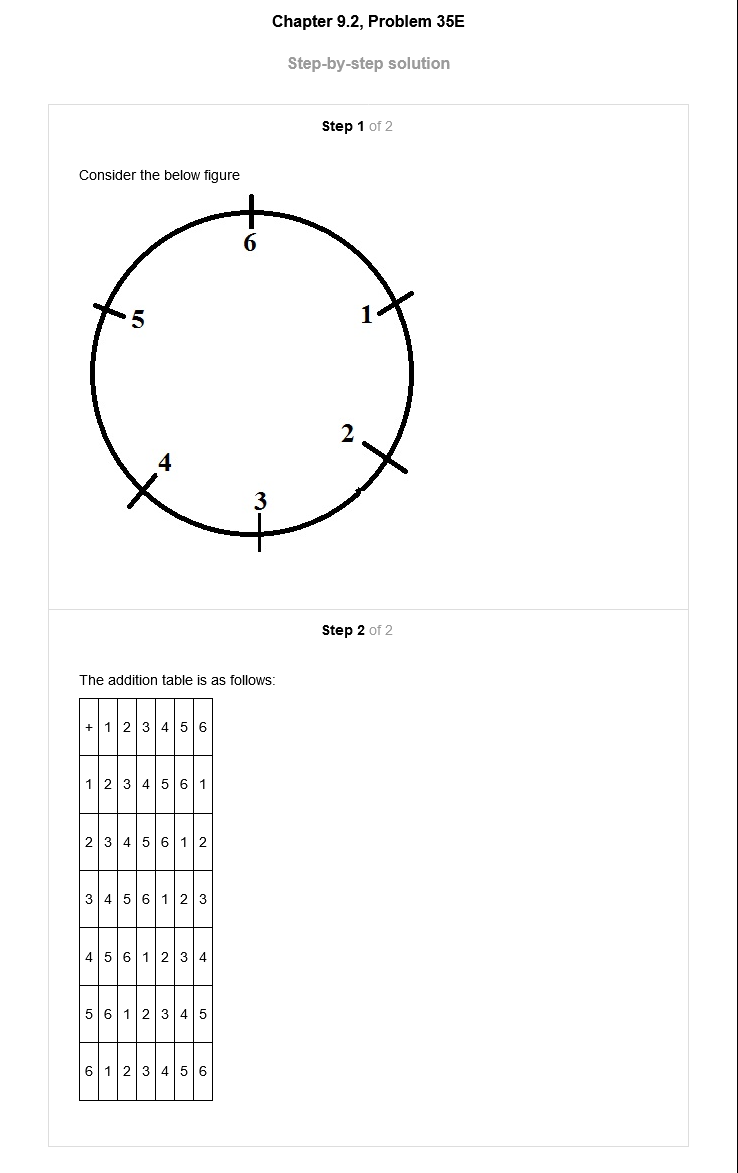 Chapter 9.2, Problem 35E
Step-by-step solution
Step 1 of 2
Consider the below figure
6
5
1
2
4
3
Step 2 of 2
The addition table is as follows:
+ 1 2 3 4 5 6
1 2 3 4 5 6 1
2 3 4 5 6 1 2
3 4 5 6 1 2 3
4 5 6 1 2 3 4
5 6 1 2 3 4 5
6 1 2 3 4 5 6